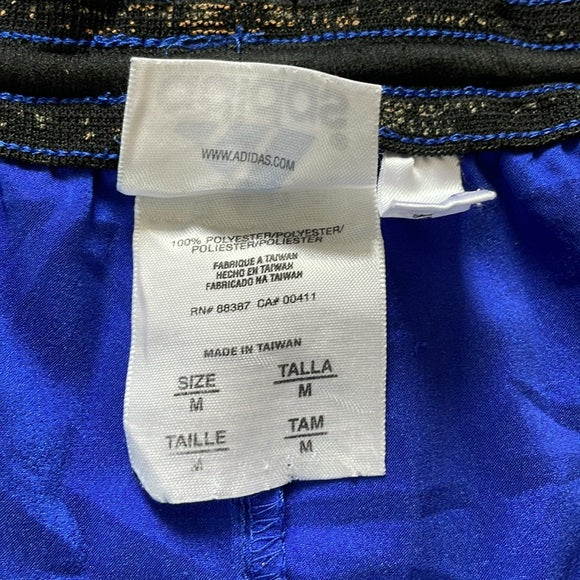 ®
WWW.ADIDAS.COM
100% POLYESTER/POLYESTER/
POLIESTER/POLIÉSTER
FABRIQUE A TAIWAN
HECHO EN TAIWAN
FABRICADO NA TAIWAN
RN# 88387 CA# 00411
MADE IN TAIWAN
SIZE TALLA
M M
TAILLE TAM
M M